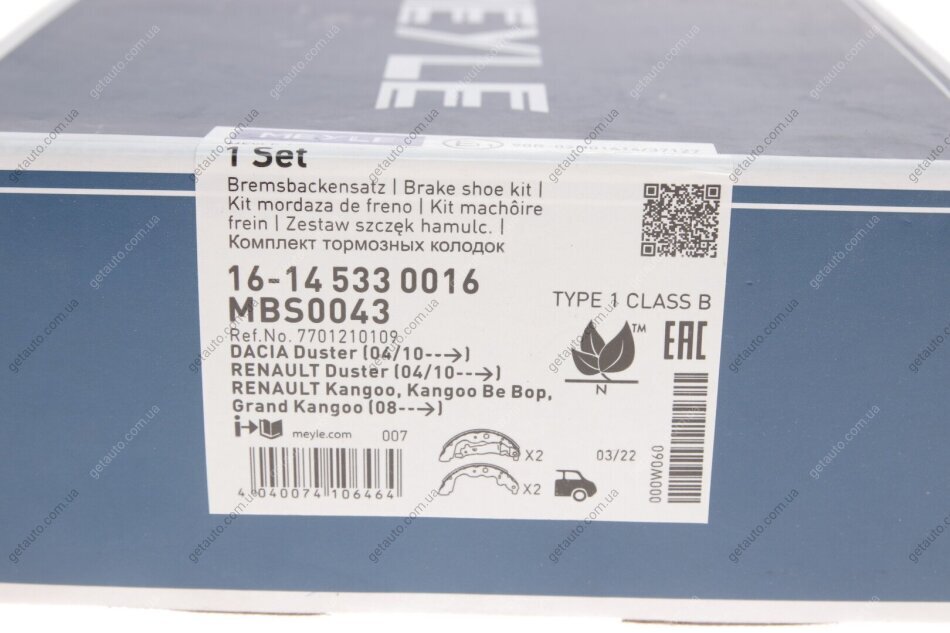 EYLE
MEYLE
1 Set
Bremsbackensatz | Brake shoe kit |
Kit mordaza de freno | Kit machôire
frein | Zestaw szczęk hamulc. |
Комплект тормозных колодок
16-14 533 0016
MBS0043
Ref.No. 7701210109
DACIA Duster (04/10--->)
RENAULT Duster (04/10--->)
RENAULT Kangoo, Kangoo Be Bop,
Grand Kangoo (08--->)
meyle.com 007
4 040074 106464
X2
X2
TYPE 1 CLASS B
TM
N
EAC
03/22
000W060
getauto.com.ua